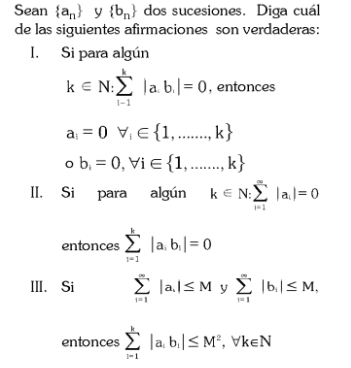 Sean {aₙ} y {bₙ} dos sucesiones. Diga cuál
de las siguientes afirmaciones son verdaderas:
I. Si para algún
k ∈ N: ∑_{i=1}^{k} |aᵢ bᵢ| = 0, entonces
aᵢ = 0 ∀ᵢ ∈ {1,.......,k}
o bᵢ = 0, ∀i ∈ {1,.......,k}
II. Si para algún k ∈ N: ∑_{i=1}^{∞} |aᵢ| = 0
entonces ∑_{i=1}^{k} |aᵢ bᵢ| = 0
III. Si ∑_{i=1}^{∞} |aᵢ| ≤ M y ∑_{i=1}^{∞} |bᵢ| ≤ M,
entonces ∑_{i=1}^{k} |aᵢ bᵢ| ≤ M², ∀k∈N